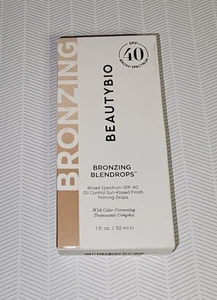 BRONZING
BEAUTYBIO
SPF
40
BROAD SPECTRUM
BRONZING
BLENDROPS™
Broad Spectrum SPF 40
Oil Control Sun-Kissed Finish
Priming Drops
With Color-Correcting
Transatomic Complex
1 fl. oz. / 30 ml ℮